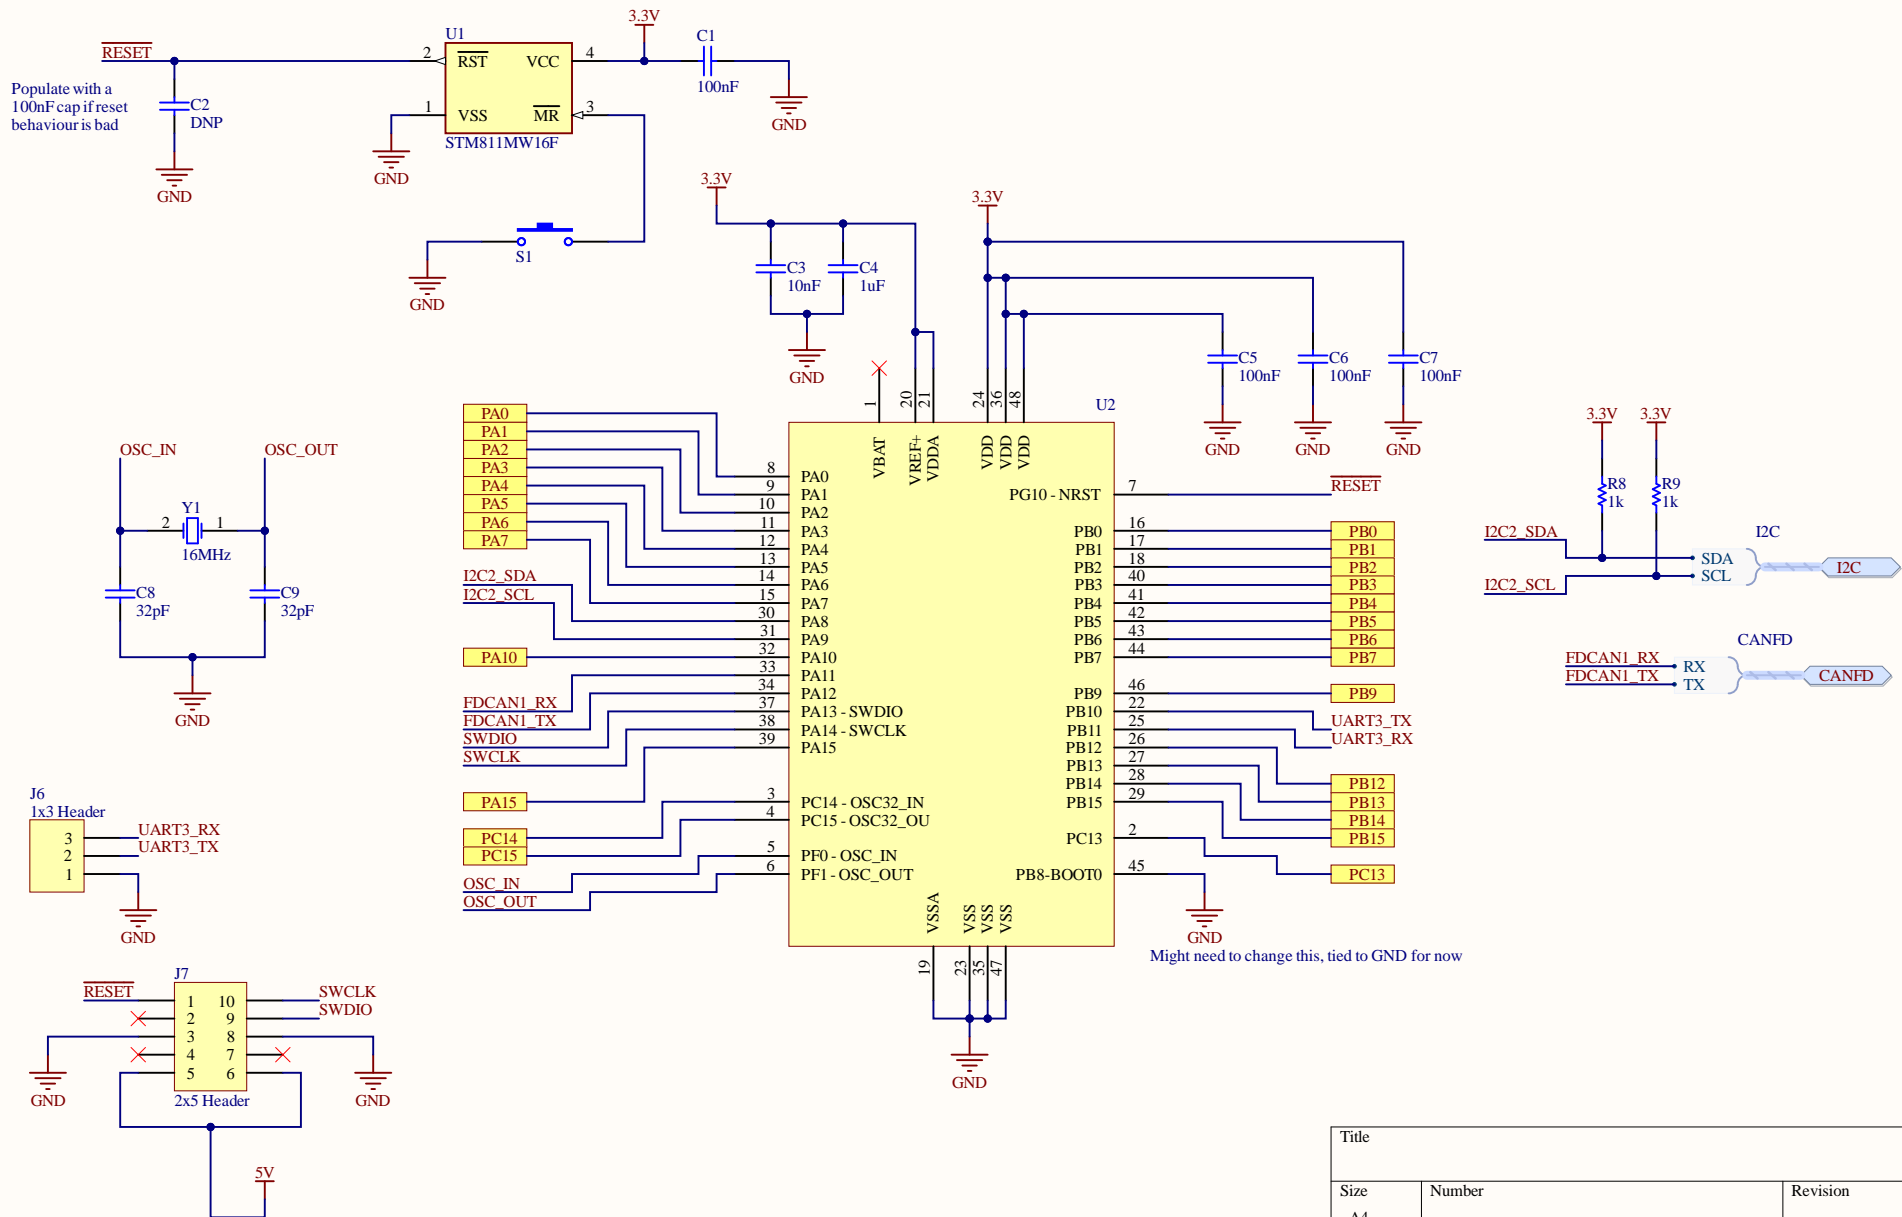 RESET
Populate with a
100nF cap if reset
behaviour is bad
C2
DNP
GND
U1
2
RST
VCC
4
1
VSS
MR
3
STM811MW16F
GND
3.3V
C1
100nF
GND
S1
GND
3.3V
C3
10nF
C4
1uF
GND
3.3V
C5
100nF
C6
100nF
C7
100nF
GND
GND
GND
OSC_IN
OSC_OUT
Y1
2
1
16MHz
C8
32pF
C9
32pF
GND
J6
1x3 Header
3
UART3_RX
2
UART3_TX
1
GND
J7
RESET
1
10
SWCLK
2
9
SWDIO
3
8
4
7
5
6
GND
GND
2x5 Header
5V
PA0
PA1
PA2
PA3
PA4
PA5
PA6
PA7
I2C2_SDA
I2C2_SCL
PA10
FDCAN1_RX
FDCAN1_TX
SWDIO
SWCLK
PA15
PC14
PC15
OSC_IN
OSC_OUT
U2
1
20
21
24
36
48
VBAT
VREF+
VDDA
VDD
VDD
VDD
8
PA0
9
PA1
10
PA2
11
PA3
12
PA4
13
PA5
14
PA6
15
PA7
30
PA8
31
PA9
32
PA10
33
PA11
34
PA12
37
PA13 - SWDIO
38
PA14 - SWCLK
39
PA15
3
PC14 - OSC32_IN
4
PC15 - OSC32_OU
5
PF0 - OSC_IN
6
PF1 - OSC_OUT
PG10 - NRST
7
RESET
PB0
16
PB0
PB1
17
PB1
PB2
18
PB2
PB3
40
PB3
PB4
41
PB4
PB5
42
PB5
PB6
43
PB6
PB7
44
PB7
PB9
46
PB9
PB10
22
UART3_TX
PB11
25
UART3_RX
PB12
26
PB12
PB13
27
PB13
PB14
28
PB14
PB15
29
PB15
PC13
2
PC13
PB8-BOOT0
45
GND
Might need to change this, tied to GND for now
VSSA
VSS
VSS
VSS
19
23
35
47
GND
3.3V
3.3V
R8
1k
R9
1k
I2C2_SDA
I2C2_SCL
I2C
SDA
SCL
I2C
CANFD
FDCAN1_RX
RX
FDCAN1_TX
TX
CANFD
Title
Size
Number
Revision
A4